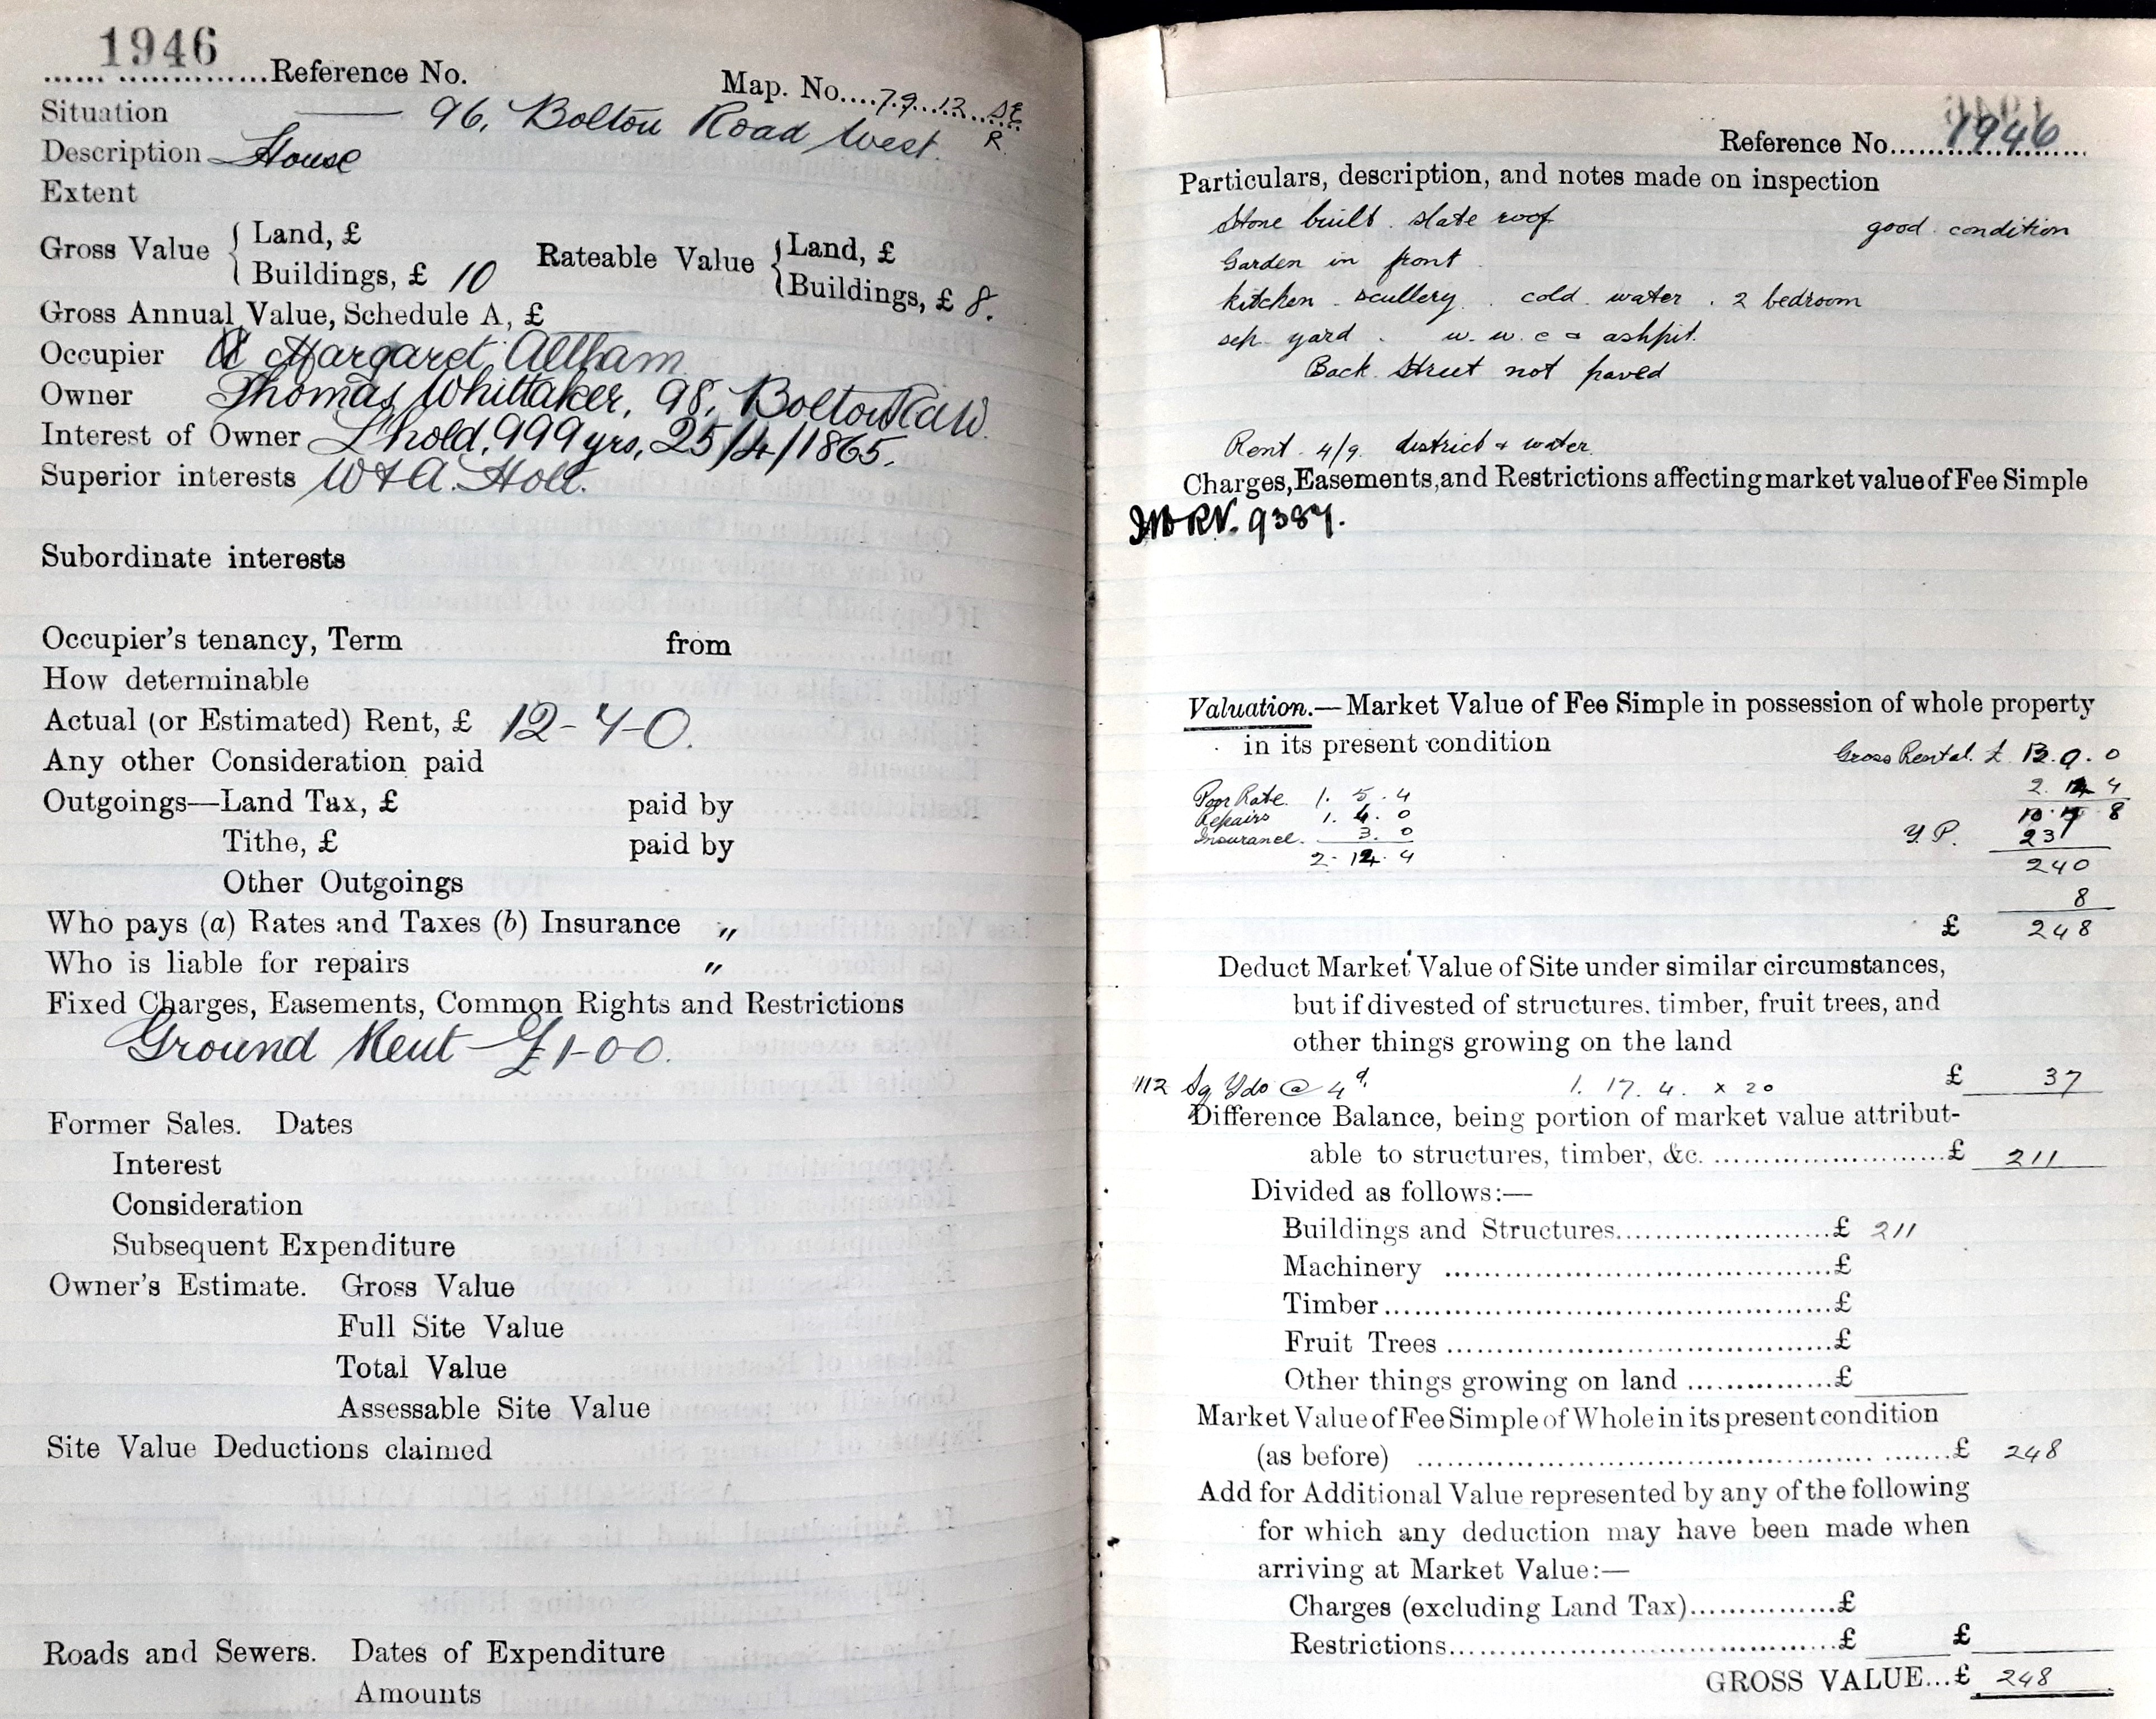 1946
...... ...............Reference No.
Map. No....79..12 SE
R
Situation — 96, Bolton Road West.
Description House
Extent
Gross Value { Land, £
Buildings, £ 10
Rateable Value { Land, £
Buildings, £ 8.
Gross Annual Value, Schedule A, £
Occupier Margaret Altham
Owner Thomas Whittaker, 98, Bolton Rd W.
Interest of Owner L'hold, 999 yrs, 25/4/1865.
Superior interests W & A. Holt.
Subordinate interests
Occupier's tenancy, Term from
How determinable
Actual (or Estimated) Rent, £ 12-7-0.
Any other Consideration paid
Outgoings—Land Tax, £ paid by
Tithe, £ paid by
Other Outgoings
Who pays (a) Rates and Taxes (b) Insurance „
Who is liable for repairs „
Fixed Charges, Easements, Common Rights and Restrictions
Ground Rent — £1-0-0.
Former Sales. Dates
Interest
Consideration
Subsequent Expenditure
Owner's Estimate. Gross Value
Full Site Value
Total Value
Assessable Site Value
Site Value Deductions claimed
Roads and Sewers. Dates of Expenditure
Amounts
Reference No. 1946
Particulars, description, and notes made on inspection
Stone built. slate roof good condition
Garden in front
kitchen. scullery. cold water. 2 bedroom
sep. yard. w.w.c & ashpit.
Back Street not paved
Rent 4/9. district & water.
Charges, Easements, and Restrictions affecting market value of Fee Simple
9387.
Valuation.—Market Value of Fee Simple in possession of whole property
in its present condition
Gross Rental. £ 13. 0. 0
Poor Rate. 1. 5. 4
Repairs 1. 4. 0
Insurance. 3. 0
2. 12. 4
2. 12 4
8
Y.P. 23
240
8
£ 248
Deduct Market Value of Site under similar circumstances,
but if divested of structures, timber, fruit trees, and
other things growing on the land
112 Sq Yds @ 4d. 1. 17. 4. x 20 £ 37
Difference Balance, being portion of market value attribut-
able to structures, timber, &c. ............................£ 211
Divided as follows:—
Buildings and Structures.......................£ 211
Machinery .........................................£
Timber................................................£
Fruit Trees .........................................£
Other things growing on land ...............£
Market Value of Fee Simple of Whole in its present condition
(as before) ....................................................£ 248
Add for Additional Value represented by any of the following
for which any deduction may have been made when
arriving at Market Value:—
Charges (excluding Land Tax)...............£
Restrictions..........................................£ £
GROSS VALUE...£ 248